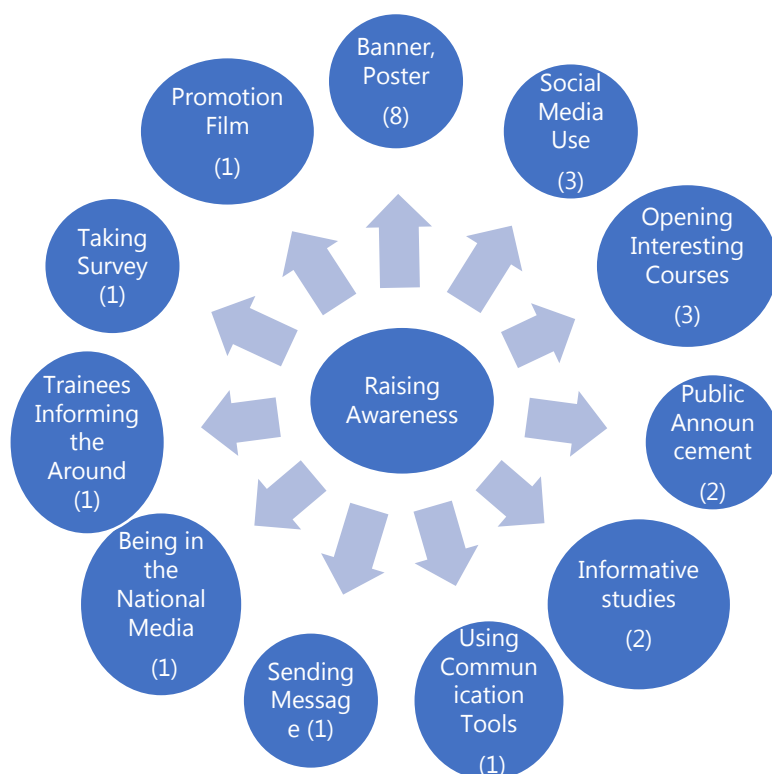 Banner,
Poster
(8)
Social
Media
Use
(3)
Opening
Interesting
Courses
(3)
Public
Announ
cement
(2)
Informative
studies
(2)
Using
Commun
ication
Tools
(1)
Sending
Messag
e (1)
Being in
the
National
Media
(1)
Trainees
Informing
the
Around
(1)
Taking
Survey
(1)
Promotion
Film
(1)
Raising
Awareness